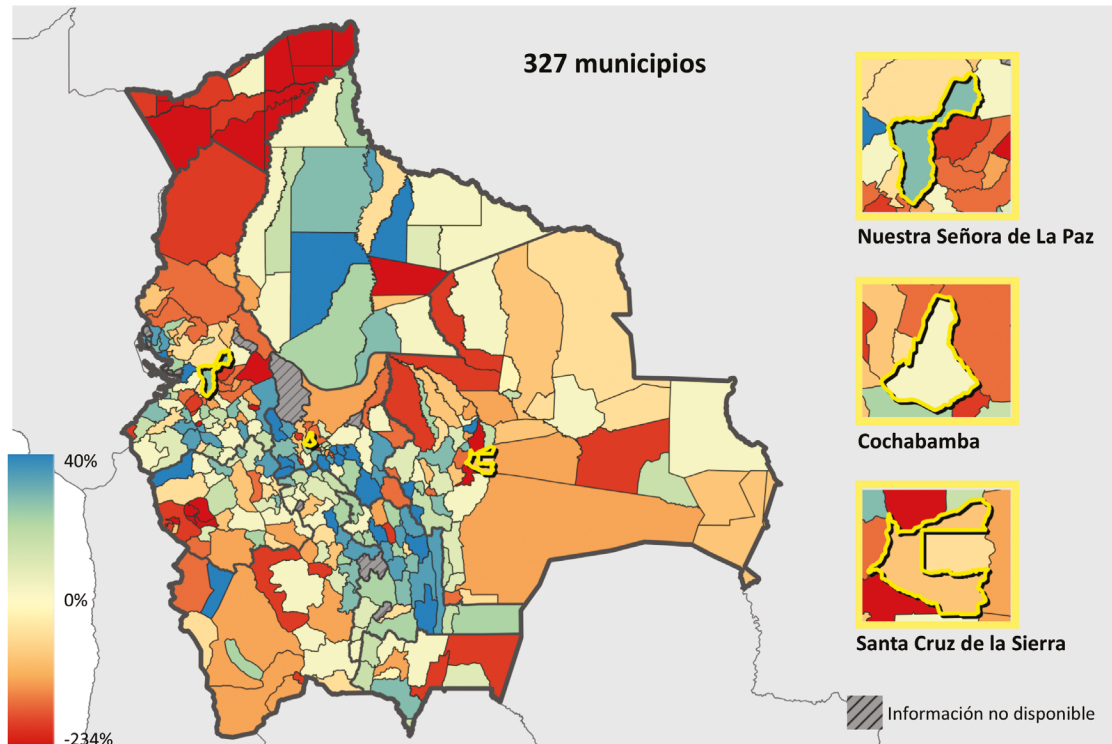 327 municipios
Nuestra Señora de La Paz
Cochabamba
Santa Cruz de la Sierra
40%
0%
-234%
Información no disponible